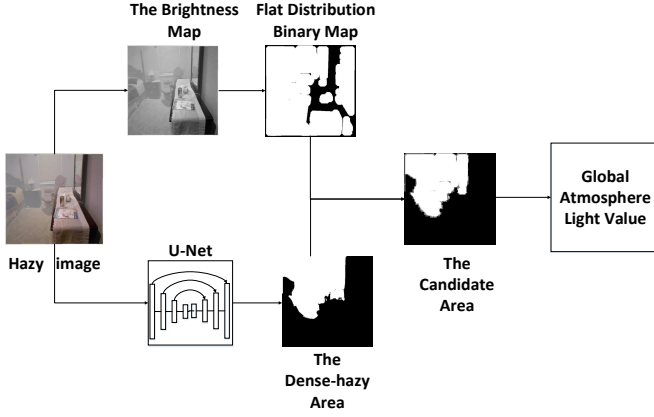 The Brightness
Map
Flat Distribution
Binary Map
Hazy image
U-Net
The
Dense-hazy
Area
The
Candidate
Area
Global
Atmosphere
Light Value